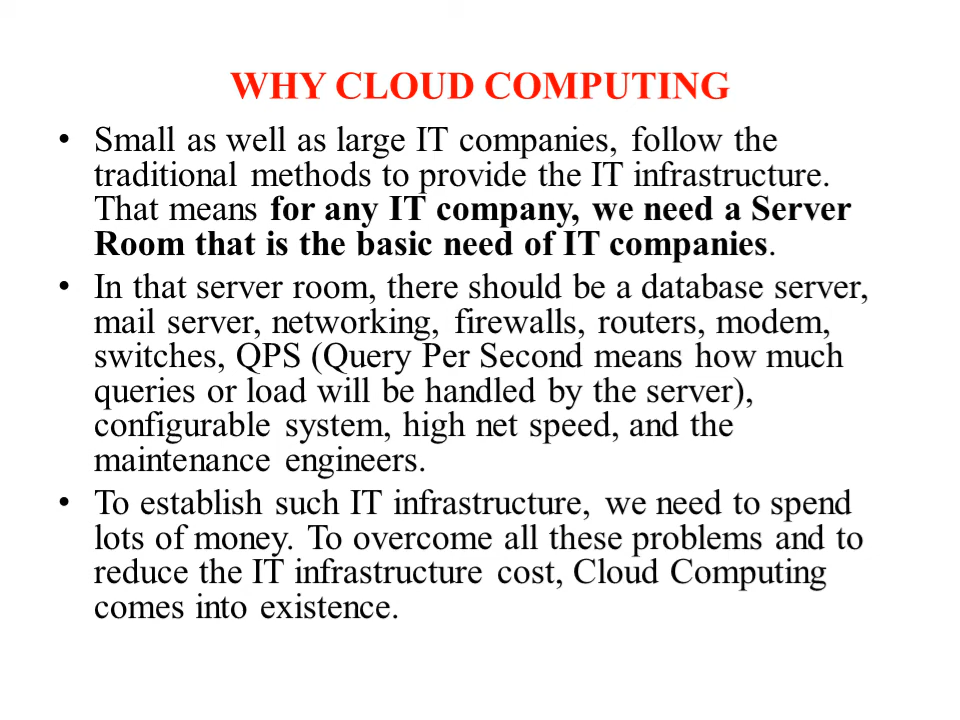 WHY CLOUD COMPUTING
• Small as well as large IT companies, follow the
traditional methods to provide the IT infrastructure.
That means for any IT company, we need a Server
Room that is the basic need of IT companies.
• In that server room, there should be a database server,
mail server, networking, firewalls, routers, modem,
switches, QPS (Query Per Second means how much
queries or load will be handled by the server),
configurable system, high net speed, and the
maintenance engineers.
• To establish such IT infrastructure, we need to spend
lots of money. To overcome all these problems and to
reduce the IT infrastructure cost, Cloud Computing
comes into existence.